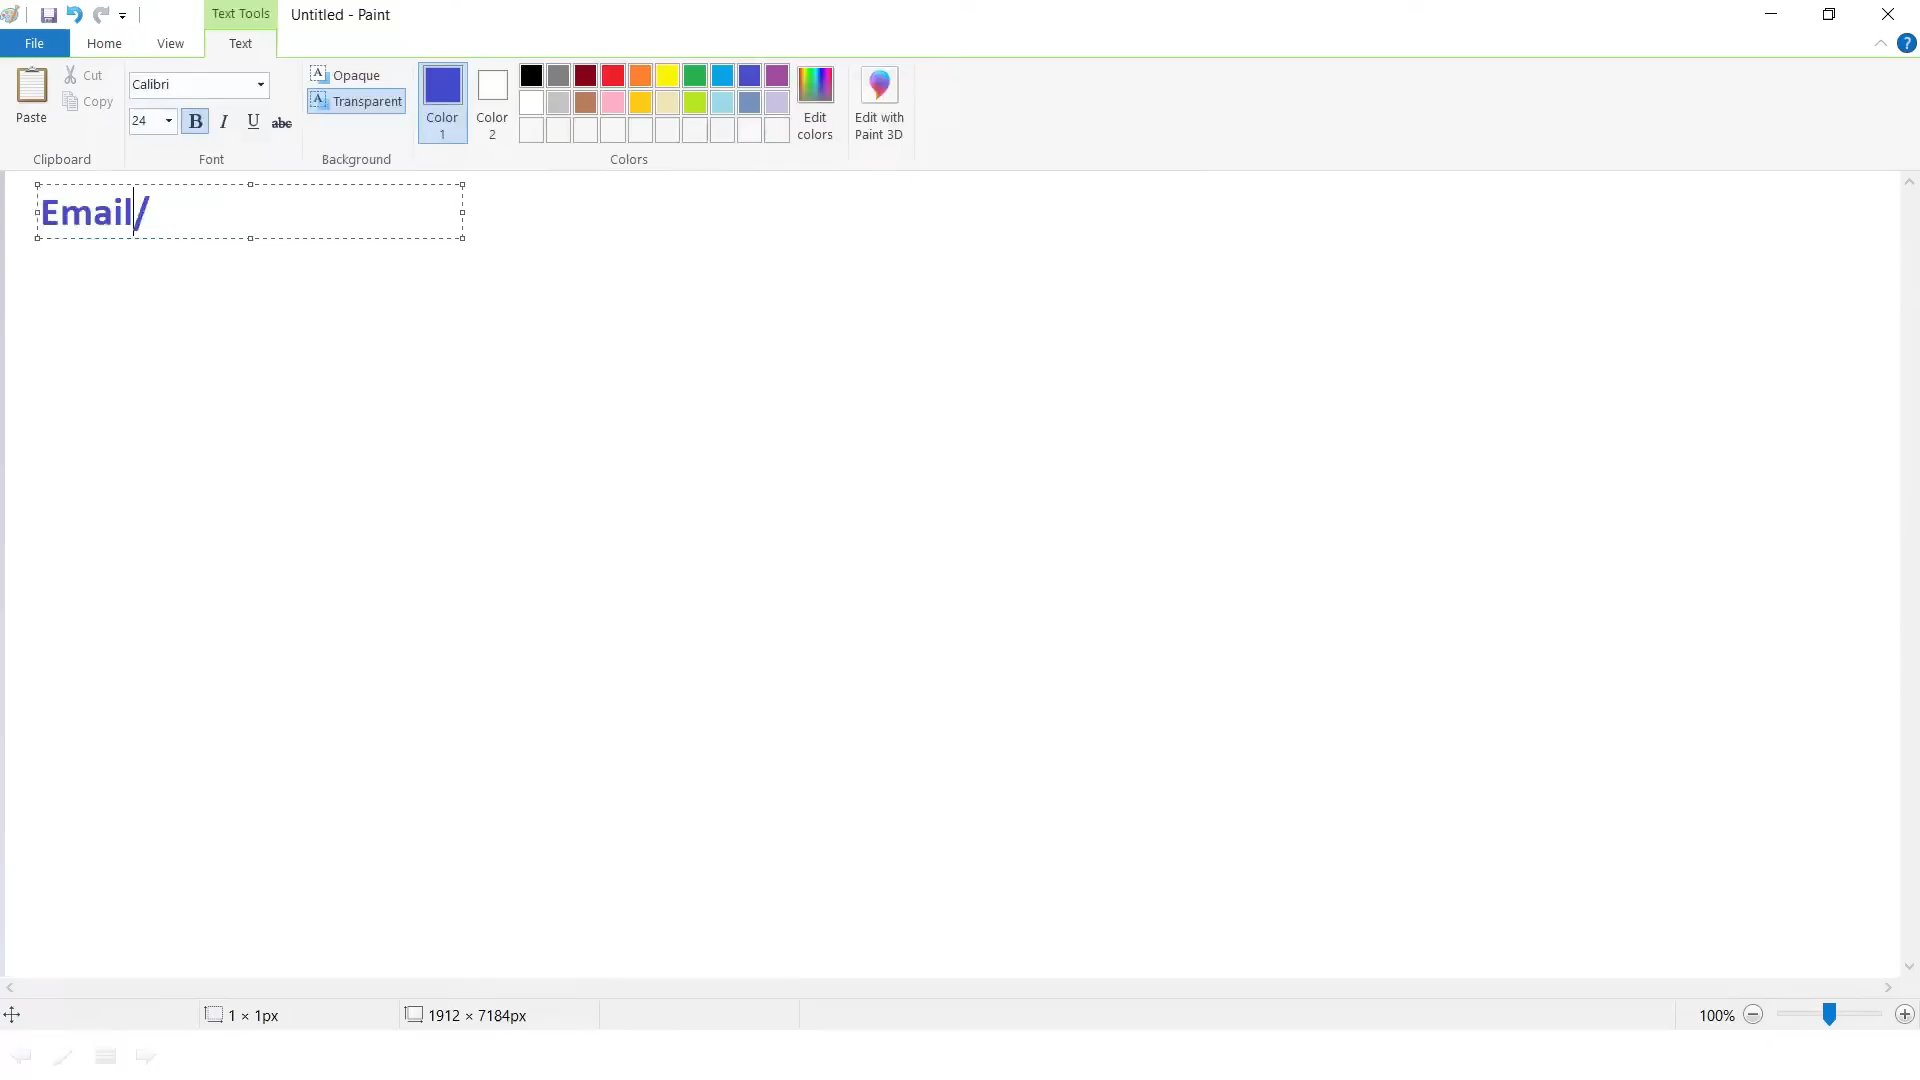 Text Tools
Untitled - Paint
File
Home
View
Text
?
Paste
Cut
Copy
Clipboard
Calibri
24
B
I
U
abc
Font
A Opaque
A Transparent
Background
Color
1
Color
2
Edit
colors
Colors
Edit with
Paint 3D
Email/
1 × 1px
1912 × 7184px
100%